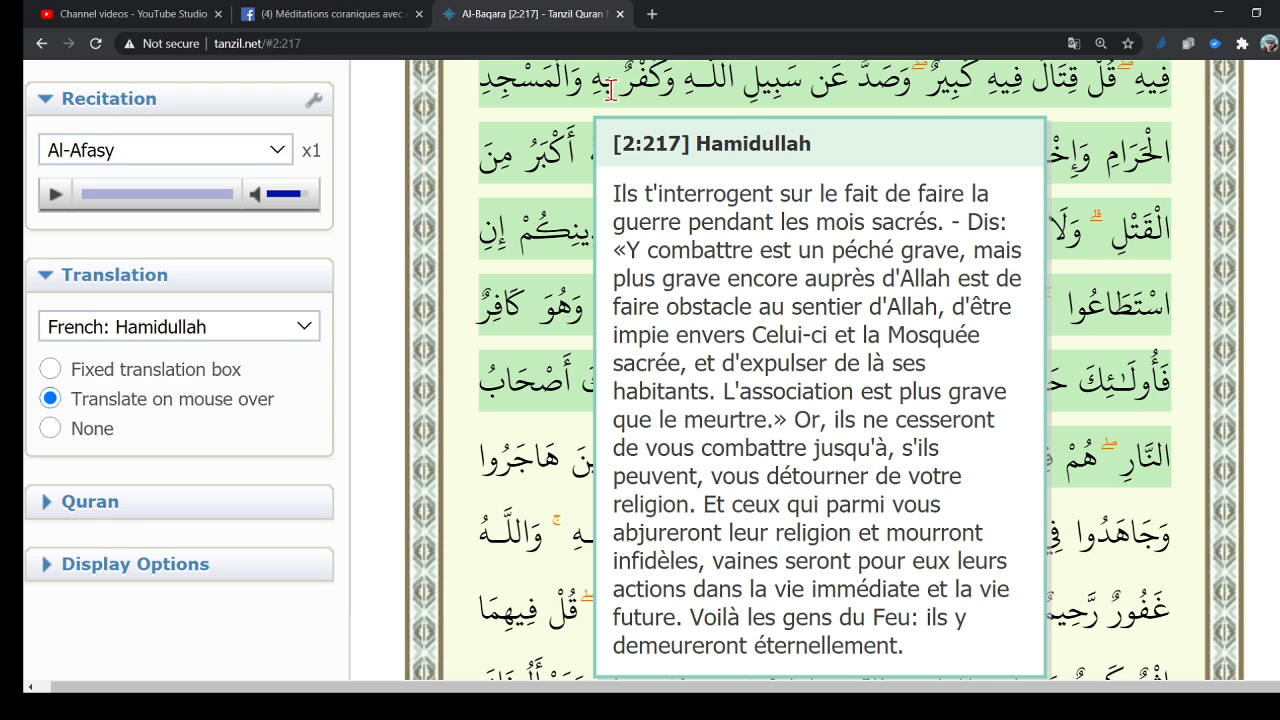 Channel videos - YouTube Studio
(4) Méditations coraniques avec
Al-Baqara [2:217] - Tanzil Quran
Not secure | tanzil.net/#2:217
Recitation
Al-Afasy
x1
Translation
French: Hamidullah
Fixed translation box
Translate on mouse over
None
Quran
Display Options
فِيهِ ۖ قُلْ قِتَالٌ فِيهِ كَبِيرٌ ۖ وَصَدٌّ عَن سَبِيلِ اللَّـهِ وَكُفْرٌ بِهِ وَالْمَسْجِدِ
الْحَرَامِ أَكْبَرُ مِنَ
الْقَتْلِ ۗ إِنِ
اسْتَطَاعُوا ۚ وَهُوَ كَافِرٌ
فَأُولَـٰئِكَ أَصْحَابُ
النَّارِ ۖ هُمْ هَاجَرُوا
وَجَاهَدُوا ۚ وَاللَّـهُ
غَفُورٌ رَّحِيمٌ ۖ قُلْ فِيهِمَا
[2:217] Hamidullah
Ils t'interrogent sur le fait de faire la
guerre pendant les mois sacrés. - Dis:
«Y combattre est un péché grave, mais
plus grave encore auprès d'Allah est de
faire obstacle au sentier d'Allah, d'être
impie envers Celui-ci et la Mosquée
sacrée, et d'expulser de là ses
habitants. L'association est plus grave
que le meurtre.» Or, ils ne cesseront
de vous combattre jusqu'à, s'ils
peuvent, vous détourner de votre
religion. Et ceux qui parmi vous
abjureront leur religion et mourront
infidèles, vaines seront pour eux leurs
actions dans la vie immédiate et la vie
future. Voilà les gens du Feu: ils y
demeureront éternellement.